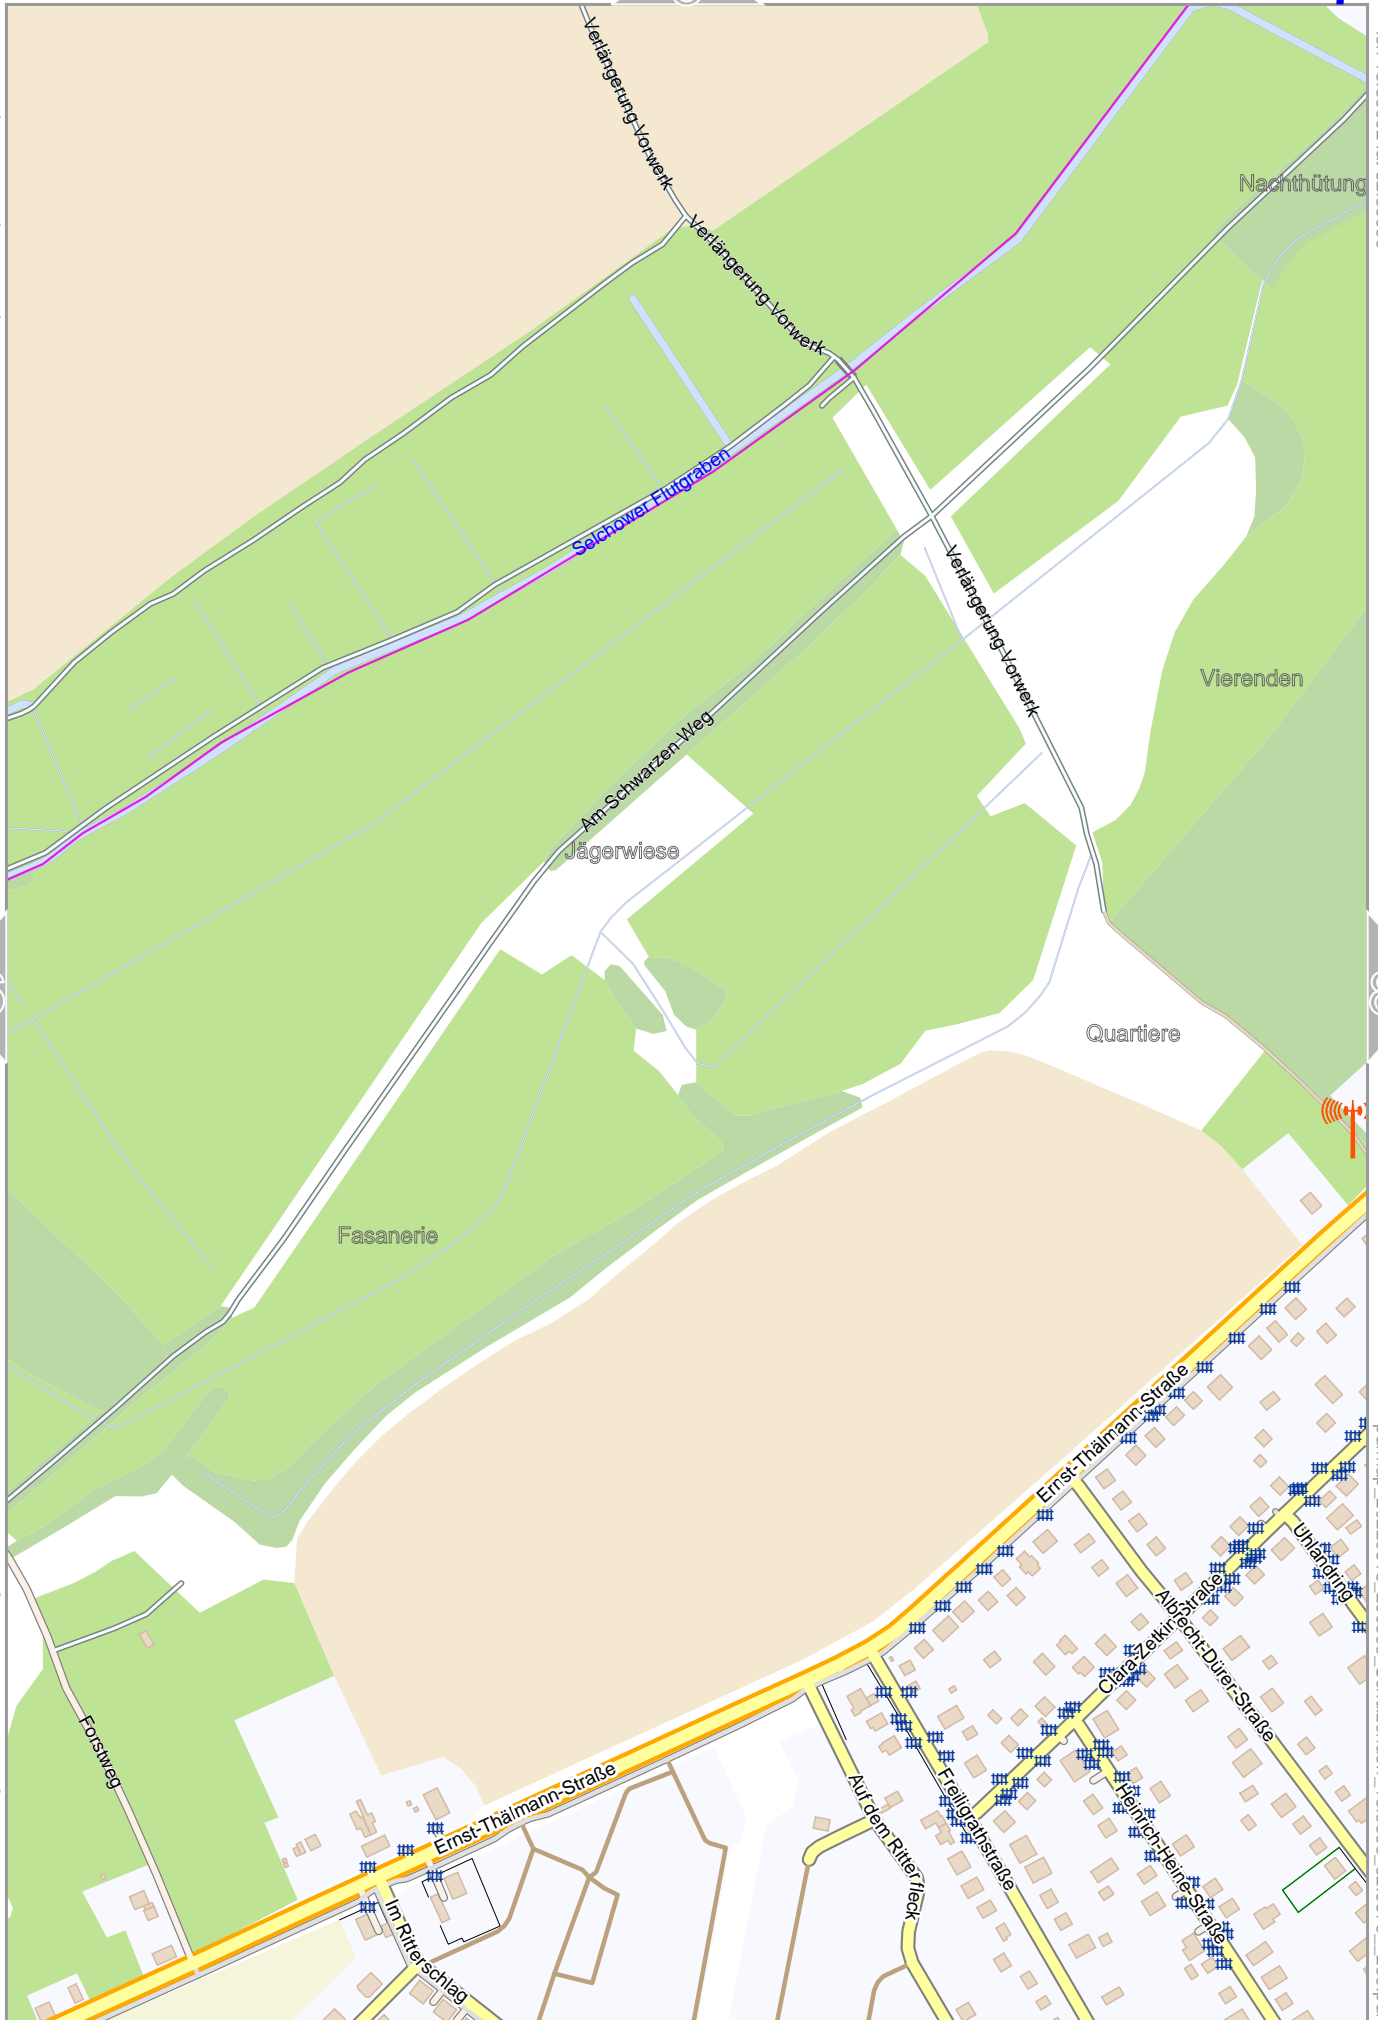 Verlängerung Vorwerk
Nachthütung
Verlängerung Vorwerk
Selchower Flutgraben
Verlängerung Vorwerk
Vierenden
Am Schwarzen Weg
Jägerwiese
Quartiere
Fasanerie
Ernst-Thälmann-Straße
Uhlandring
Albrecht-Dürer-Straße
Clara-Zetkin-Straße
Forstweg
Ernst-Thälmann-Straße
Auf dem Ritterfleck
Freiligrathstraße
Heinrich-Heine-Straße
Im Ritterschlag